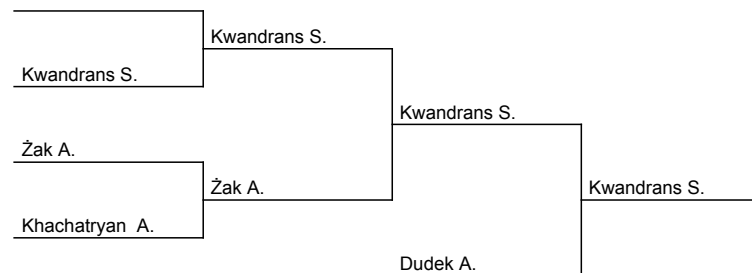 Kwandrans S.
Kwandrans S.
Kwandrans S.
Żak A.
Żak A.
Kwandrans S.
Khachatryan A.
Dudek A.